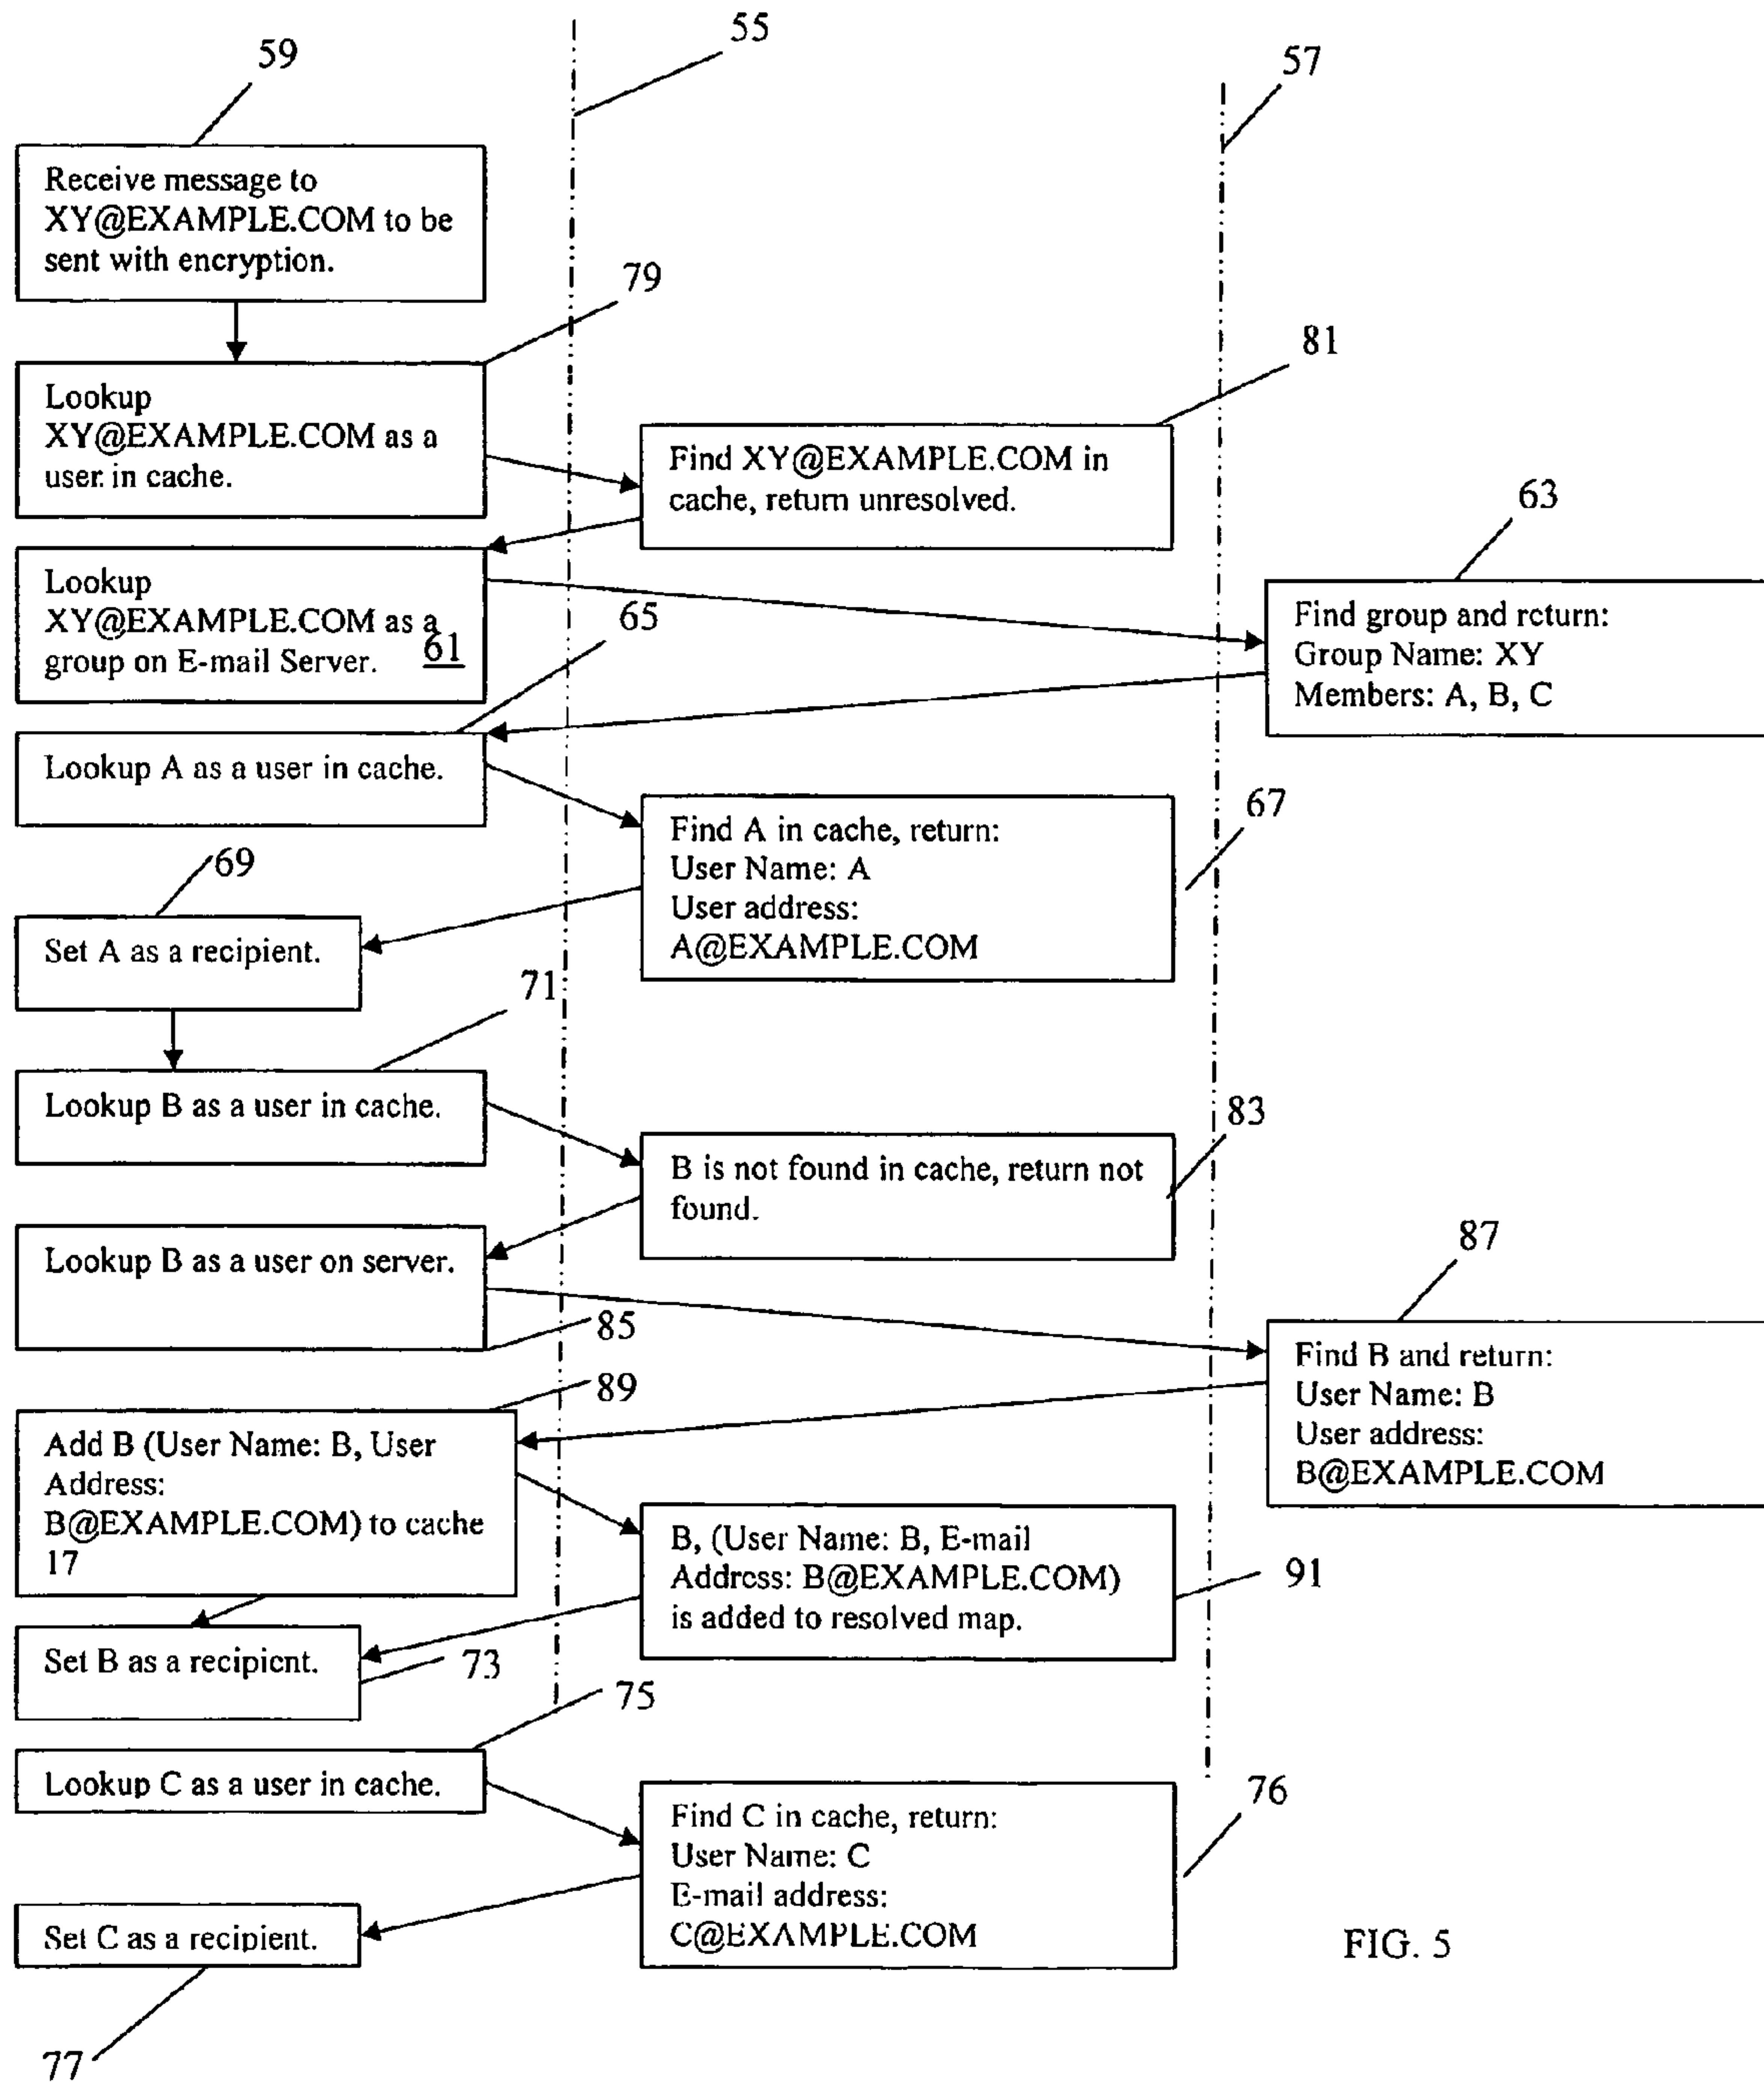 59
55
57
Receive message to
XY@EXAMPLE.COM to be
sent with encryption.
79
Lookup
XY@EXAMPLE.COM as a
user in cache.
81
Find XY@EXAMPLE.COM in
cache, return unresolved.
63
Lookup
XY@EXAMPLE.COM as a
group on E-mail Server.
61
65
Find group and return:
Group Name: XY
Members: A, B, C
Lookup A as a user in cache.
67
Find A in cache, return:
User Name: A
User address:
A@EXAMPLE.COM
69
Set A as a recipient.
71
Lookup B as a user in cache.
83
B is not found in cache, return not
found.
Lookup B as a user on server.
85
87
Find B and return:
User Name: B
User address:
B@EXAMPLE.COM
89
Add B (User Name: B, User
Address:
B@EXAMPLE.COM) to cache
17
B, (User Name: B, E-mail
Address: B@EXAMPLE.COM)
is added to resolved map.
91
Set B as a recipient.
73
75
Lookup C as a user in cache.
76
Find C in cache, return:
User Name: C
E-mail address:
C@EXAMPLE.COM
Set C as a recipient.
77
FIG. 5